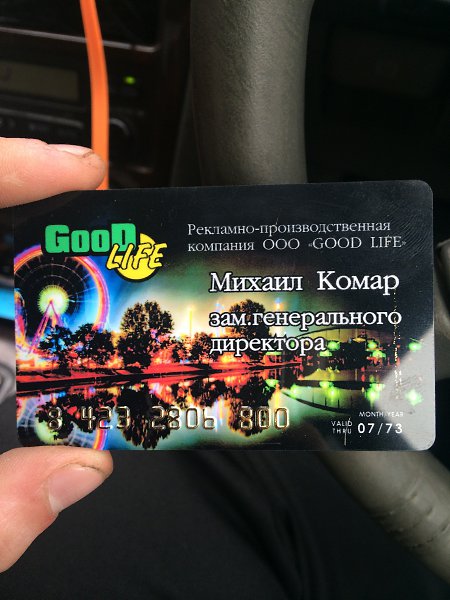 GOOD
LIFE
Рекламно-производственная
компания ООО «GOOD LIFE»
Михаил Комар
зам.генерального
директора
8 423 2806 800
MONTH/YEAR
VALID
THRU 07/73